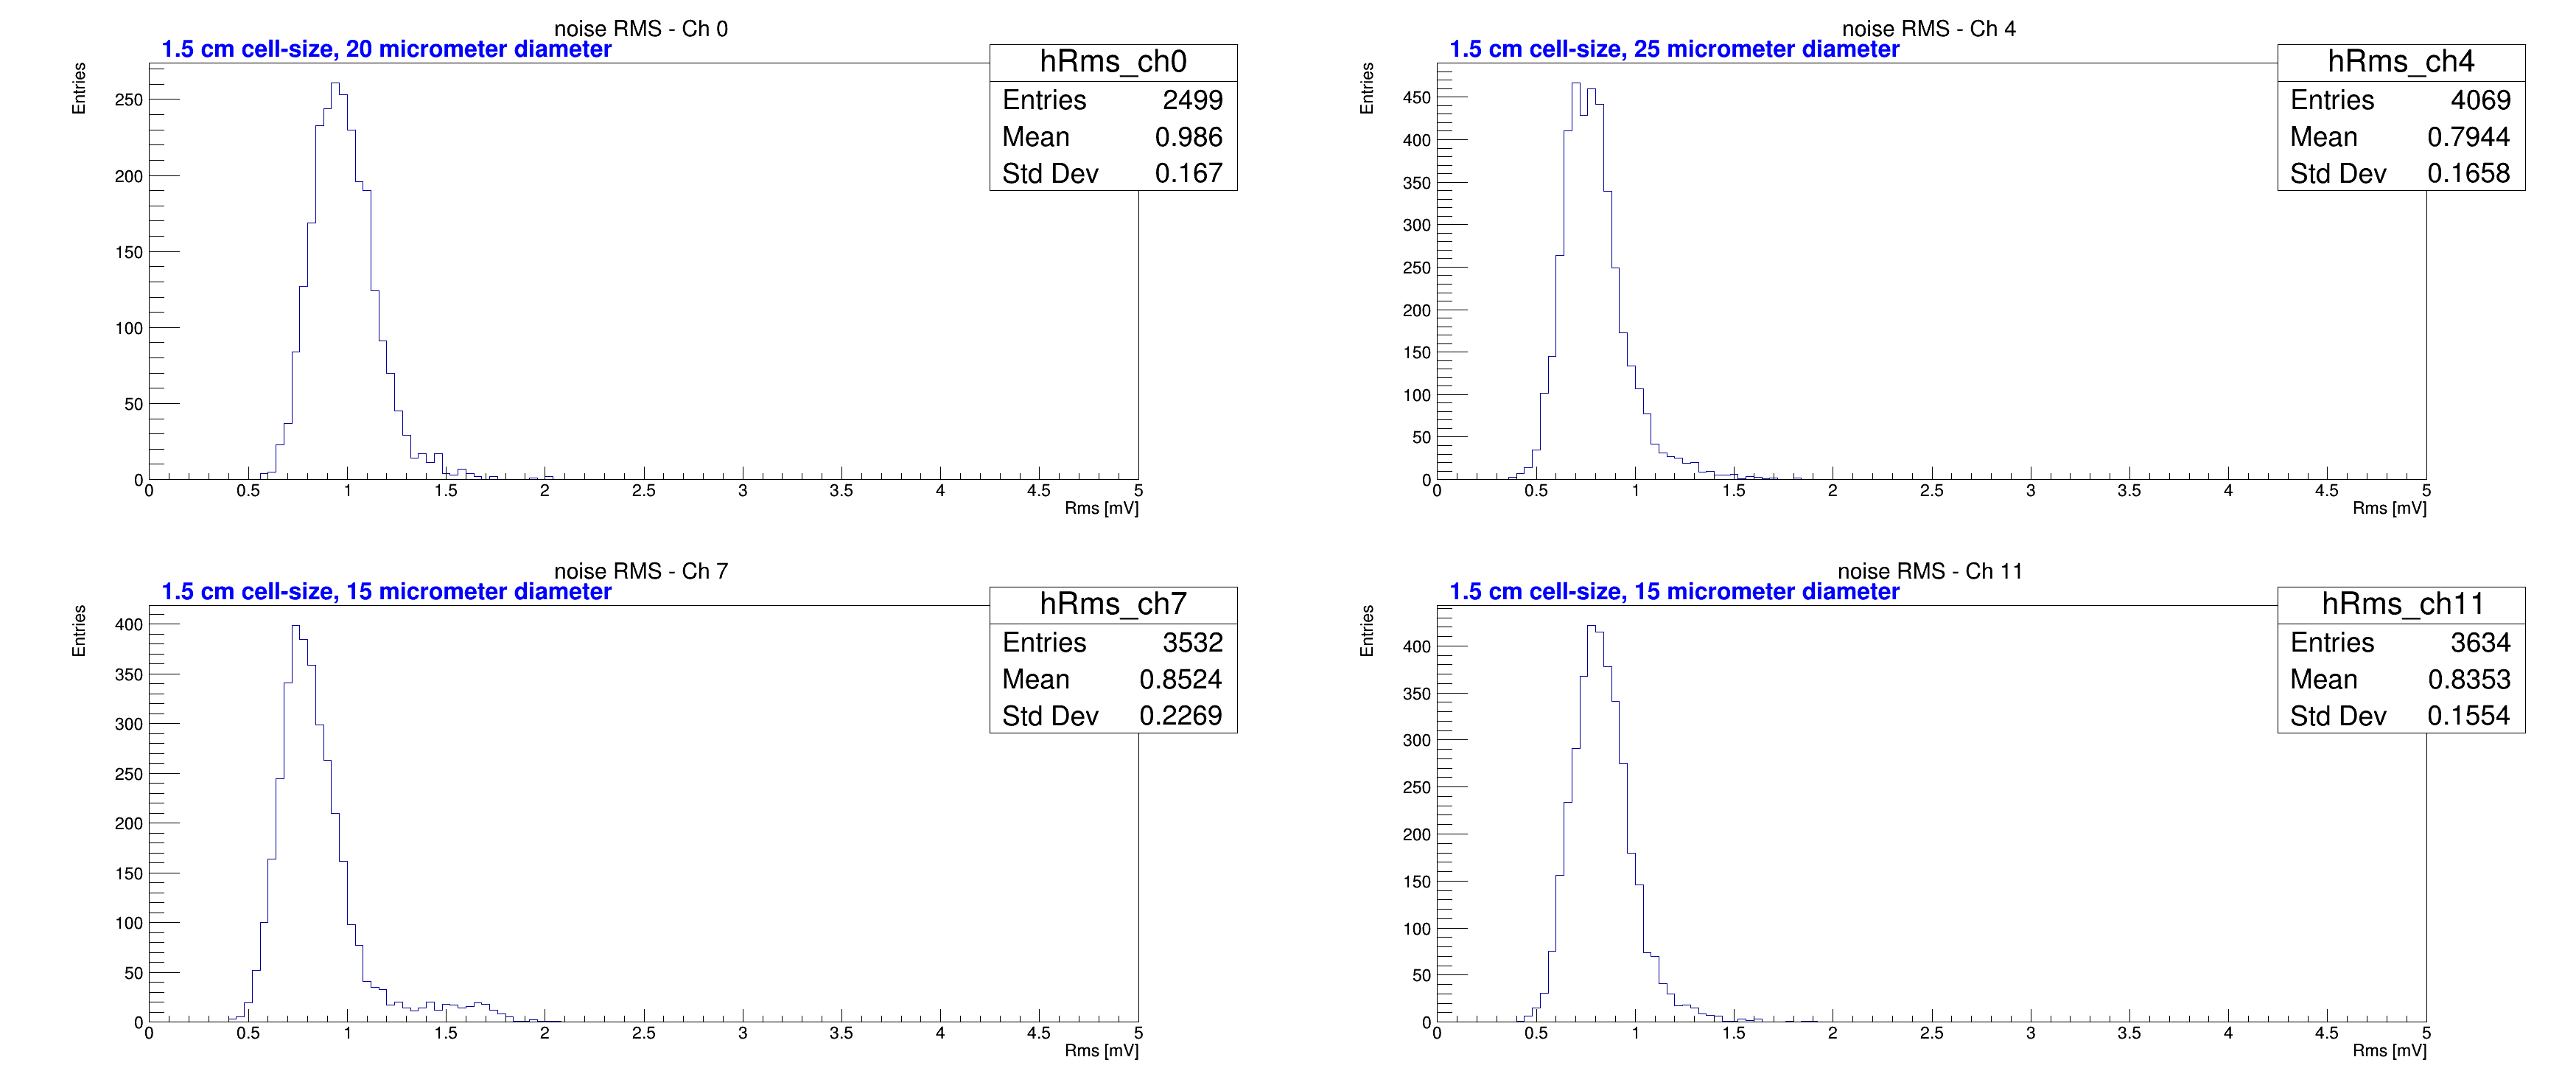 noise RMS - Ch 0
1.5 cm cell-size, 20 micrometer diameter
hRms_ch0
Entries 2499
Mean 0.986
Std Dev 0.167
Entries
250
200
150
100
50
0
0 0.5 1 1.5 2 2.5 3 3.5 4 4.5 5
Rms [mV]
noise RMS - Ch 4
1.5 cm cell-size, 25 micrometer diameter
hRms_ch4
Entries 4069
Mean 0.7944
Std Dev 0.1658
Entries
450
400
350
300
250
200
150
100
50
0
0 0.5 1 1.5 2 2.5 3 3.5 4 4.5 5
Rms [mV]
noise RMS - Ch 7
1.5 cm cell-size, 15 micrometer diameter
hRms_ch7
Entries 3532
Mean 0.8524
Std Dev 0.2269
Entries
400
350
300
250
200
150
100
50
0
0 0.5 1 1.5 2 2.5 3 3.5 4 4.5 5
Rms [mV]
noise RMS - Ch 11
1.5 cm cell-size, 15 micrometer diameter
hRms_ch11
Entries 3634
Mean 0.8353
Std Dev 0.1554
Entries
400
350
300
250
200
150
100
50
0
0 0.5 1 1.5 2 2.5 3 3.5 4 4.5 5
Rms [mV]